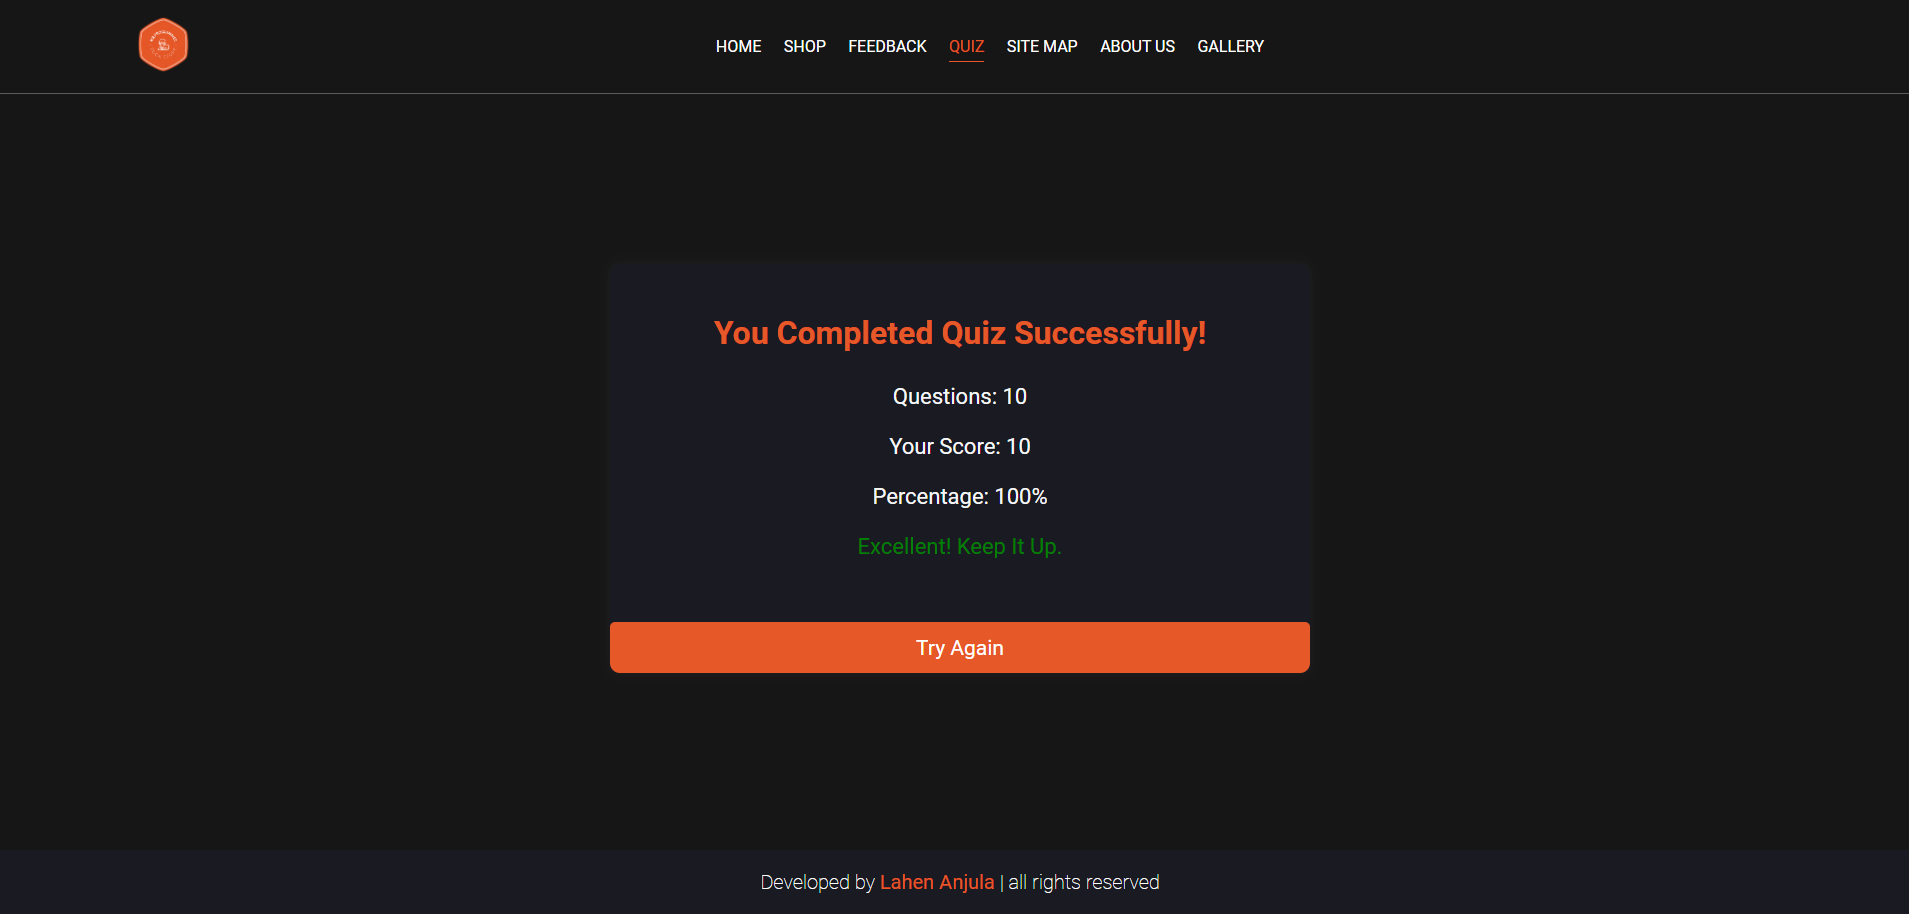 HOME SHOP FEEDBACK QUIZ SITE MAP ABOUT US GALLERY
You Completed Quiz Successfully!
Questions: 10
Your Score: 10
Percentage: 100%
Excellent! Keep It Up.
Try Again
Developed by Lahen Anjula | all rights reserved